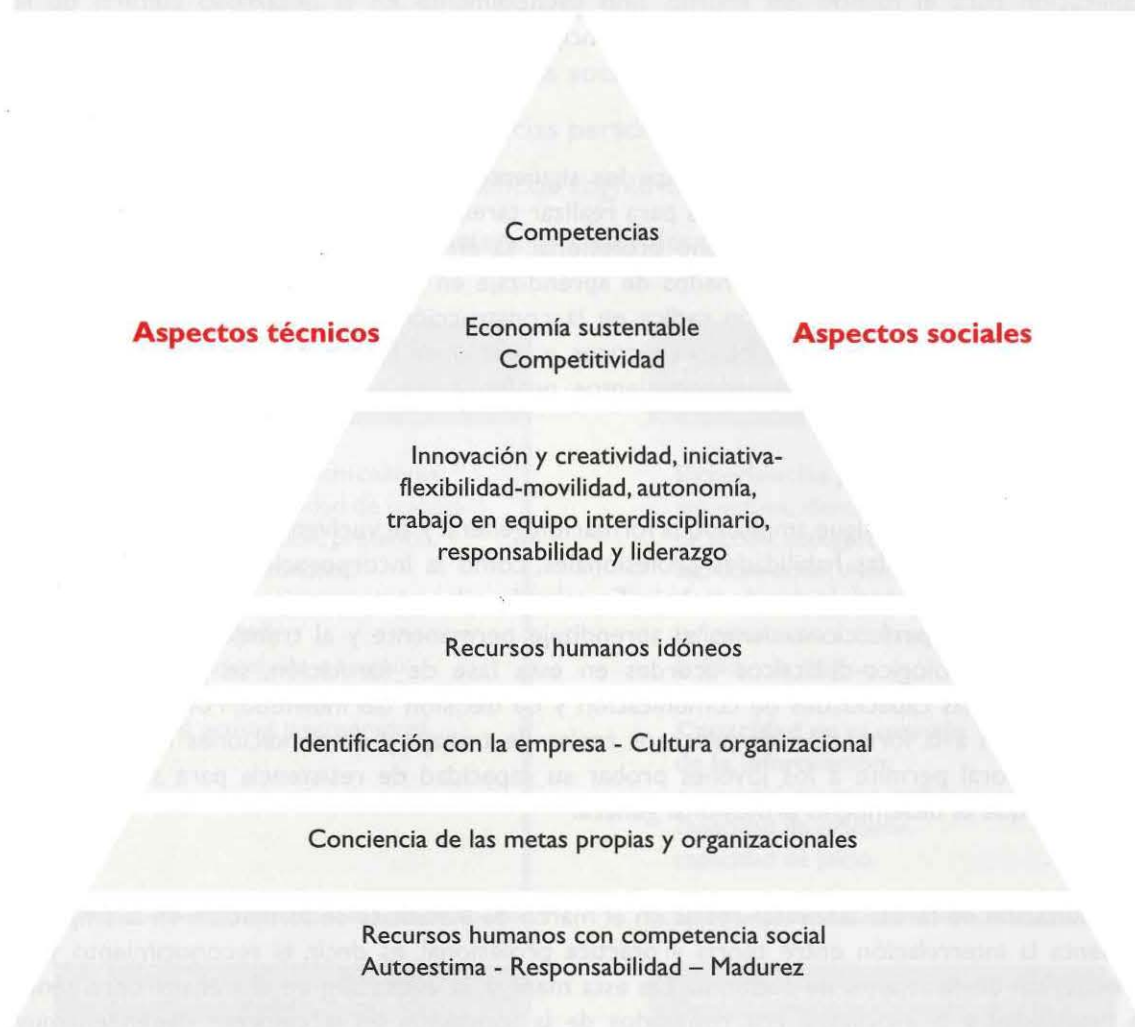 Competencias
Aspectos técnicos
Economía sustentable
Competitividad
Aspectos sociales
Innovación y creatividad, iniciativa-
flexibilidad-movilidad, autonomía,
trabajo en equipo interdisciplinario,
responsabilidad y liderazgo
Recursos humanos idóneos
Identificación con la empresa - Cultura organizacional
Conciencia de las metas propias y organizacionales
Recursos humanos con competencia social
Autoestima - Responsabilidad – Madurez